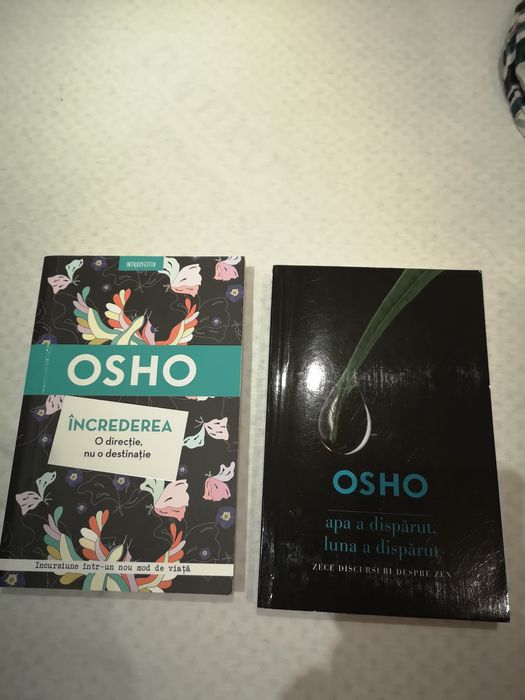 INTROSPECTIV
OSHO
ÎNCREDEREA
O direcție,
nu o destinație
Incursiune într-un nou mod de viață
OSHO
apa a dispărut,
luna a dispărut
ZECE DISCURSURI DESPRE ZEN